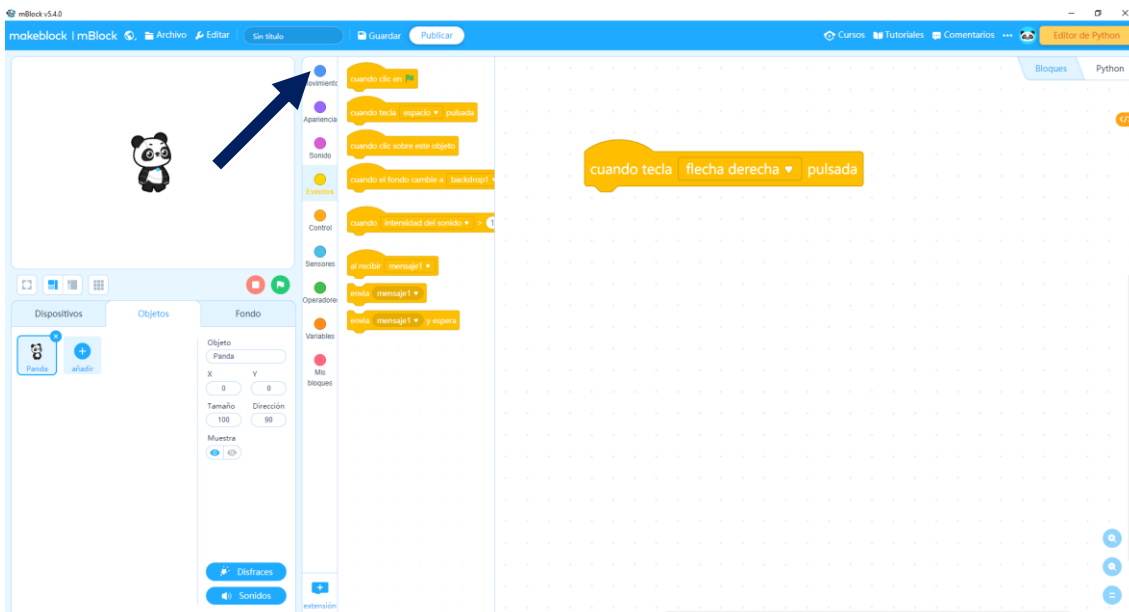 mBlock v5.4.0
makeblock | mBlock Archivo Editar Sin título Guardar Publicar Cursos Tutoriales Comentarios Editor de Python
Bloques Python
Movimiento
Apariencia
Sonido
Eventos
Control
Sensores
Operadores
Variables
Mis
bloques
extensión
cuando clic en
cuando tecla espacio ▾ pulsada
cuando clic sobre este objeto
cuando el fondo cambie a backdrop1
cuando intensidad del sonido ▾ > 1
al recibir mensaje1 ▾
envía mensaje1 ▾
envía mensaje1 ▾ y espera
cuando tecla flecha derecha ▾ pulsada
Dispositivos Objetos Fondo
Panda
añadir
Objeto
Panda
X Y
0 0
Tamaño Dirección
100 90
Muestra
Disfraces
Sonidos